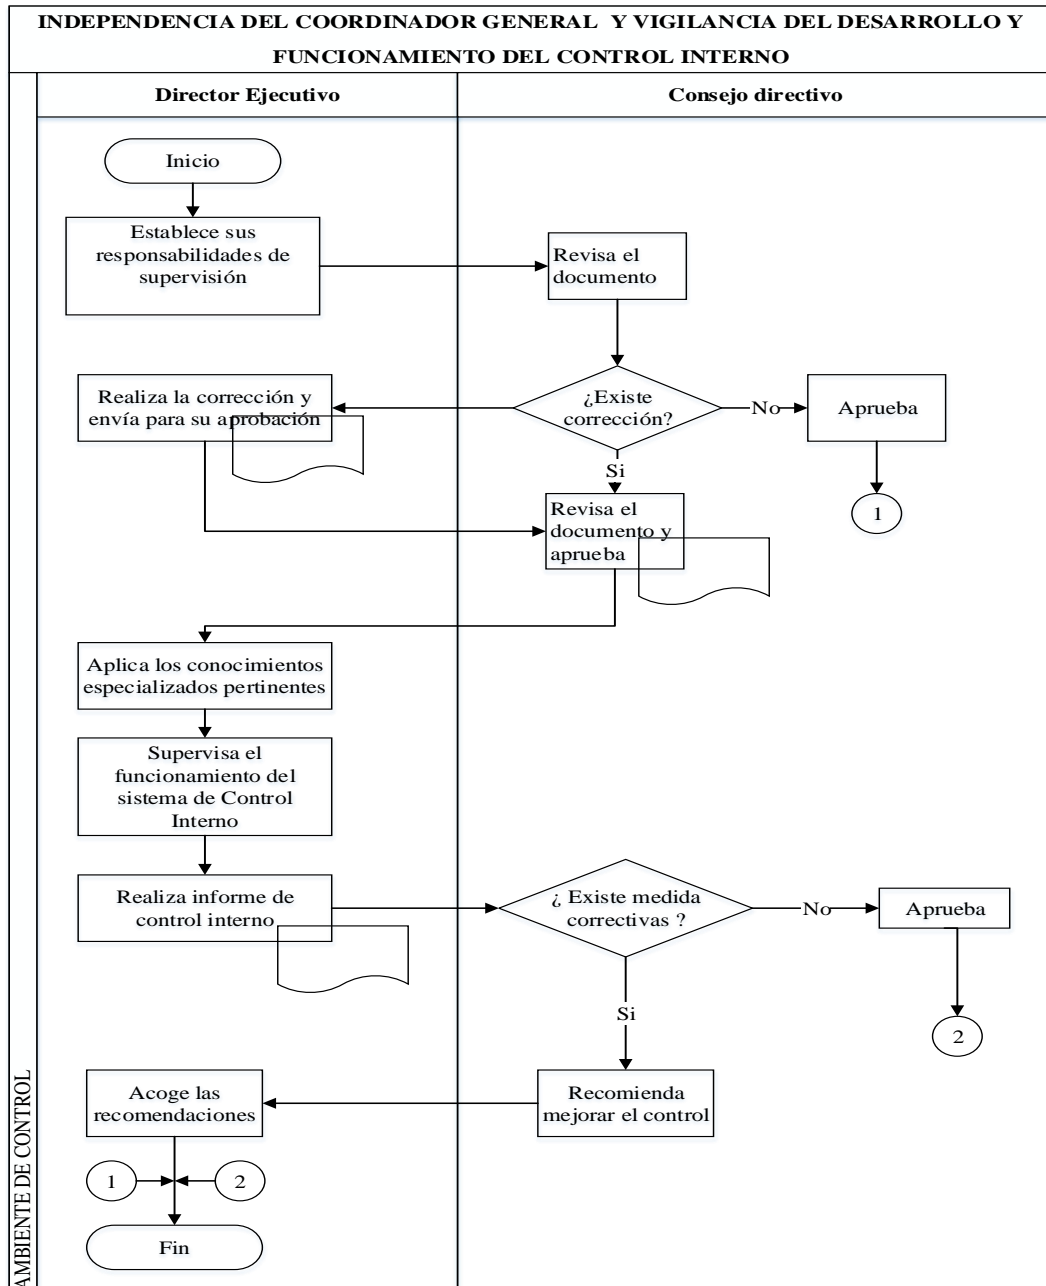 INDEPENDENCIA DEL COORDINADOR GENERAL Y VIGILANCIA DEL DESARROLLO Y
FUNCIONAMIENTO DEL CONTROL INTERNO
Director Ejecutivo
Consejo directivo
Inicio
Establece sus
responsabilidades de
supervisión
Revisa el
documento
Realiza la corrección y
envía para su aprobación
¿Existe
corrección?
No
Aprueba
1
Si
Revisa el
documento y
aprueba
Aplica los conocimientos
especializados pertinentes
Supervisa el
funcionamiento del
sistema de Control
Interno
Realiza informe de
control interno
¿ Existe medida
correctivas ?
No
Aprueba
2
Si
Recomienda
mejorar el control
Acoge las
recomendaciones
1
2
Fin
AMBIENTE DE CONTROL